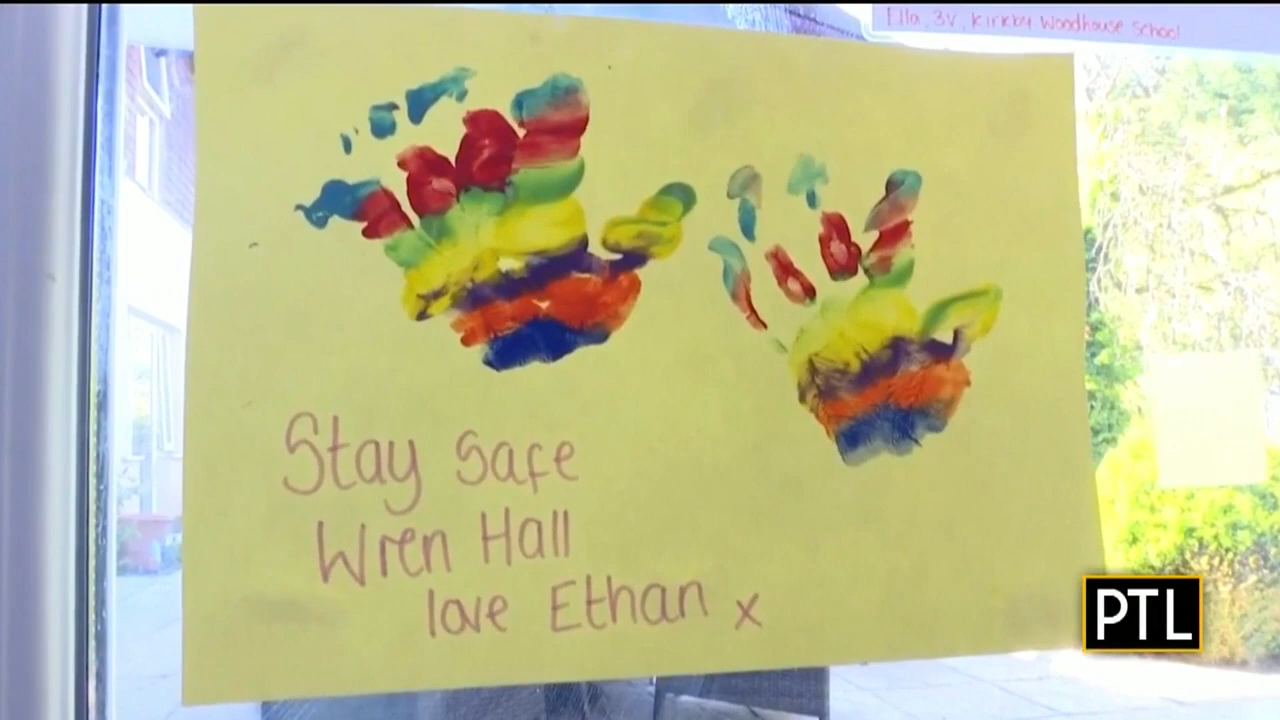 Ella, 3V, Kirkby Woodhouse School
Stay safe
Wren Hall
love Ethan x
PTL